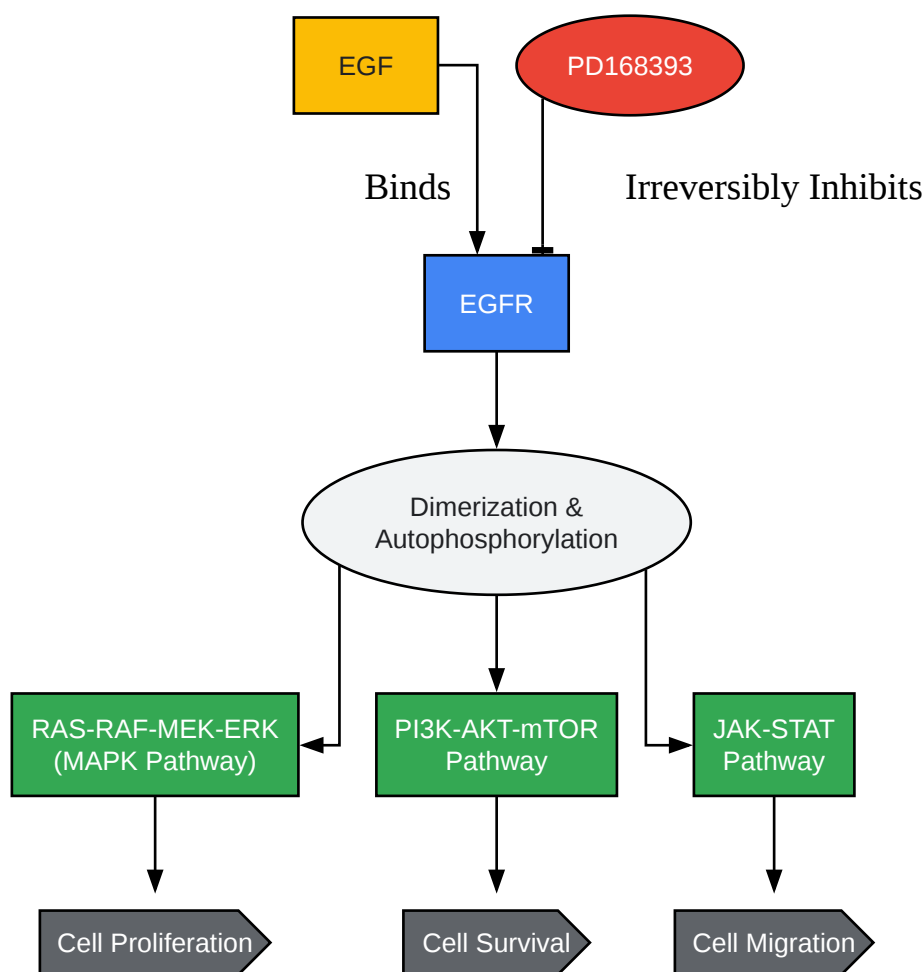 EGF
PD168393
Binds
Irreversibly Inhibits
EGFR
Dimerization &
Autophosphorylation
RAS-RAF-MEK-ERK
(MAPK Pathway)
PI3K-AKT-mTOR
Pathway
JAK-STAT
Pathway
Cell Proliferation
Cell Survival
Cell Migration